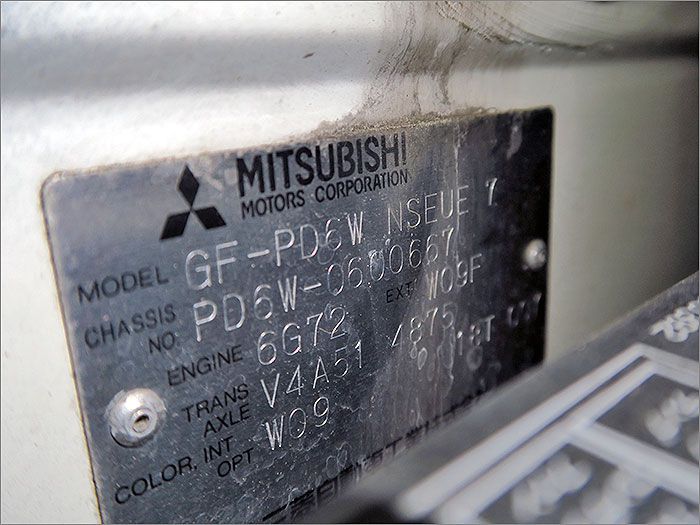 MITSUBISHI
MOTORS CORPORATION
MODEL GF-PD6W NSEUE 7
CHASSIS NO. PD6W-0600667
ENGINE 6G72 EXT W09F
TRANS AXLE V4A51 4875
COLOR, INT W09
OPT